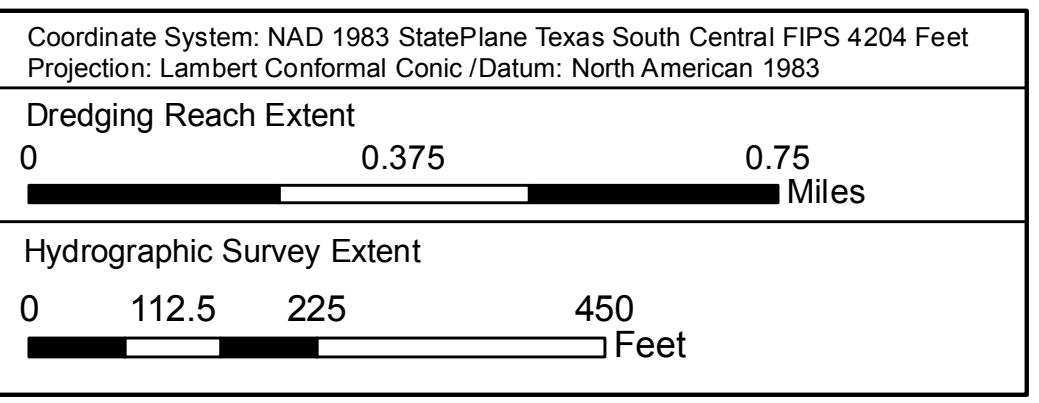 Coordinate System: NAD 1983 StatePlane Texas South Central FIPS 4204 Feet
Projection: Lambert Conformal Conic /Datum: North American 1983
Dredging Reach Extent
0 0.375 0.75
Miles
Hydrographic Survey Extent
0 112.5 225 450
Feet